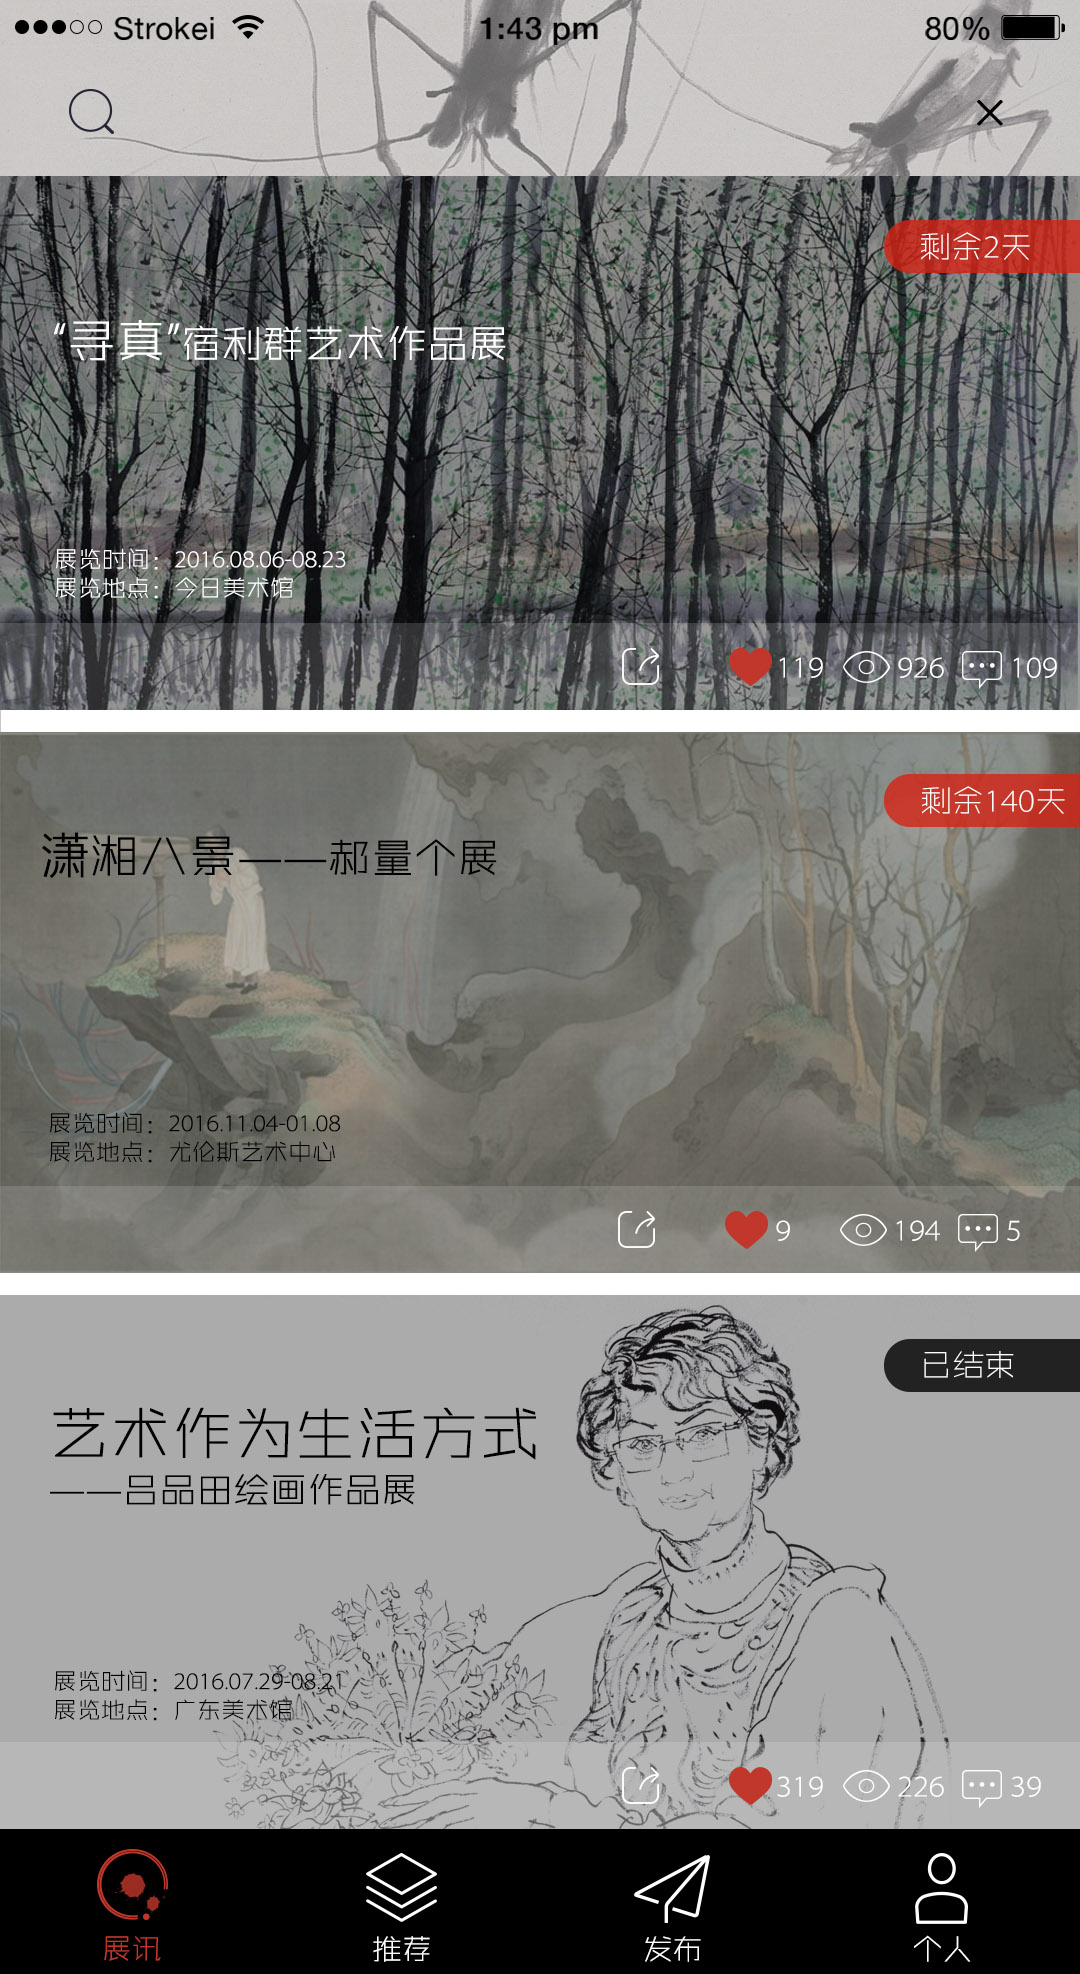 Strokei 1:43 pm 80%
剩余2天
“寻真”宿利群艺术作品展
展览时间：2016.08.06-08.23
展览地点：今日美术馆
119 926 109
剩余140天
潇湘八景——郝量个展
展览时间：2016.11.04-01.08
展览地点：尤伦斯艺术中心
9 194 5
已结束
艺术作为生活方式
——吕品田绘画作品展
展览时间：2016.07.29-08.21
展览地点：广东美术馆
319 226 39
展讯 推荐 发布 个人